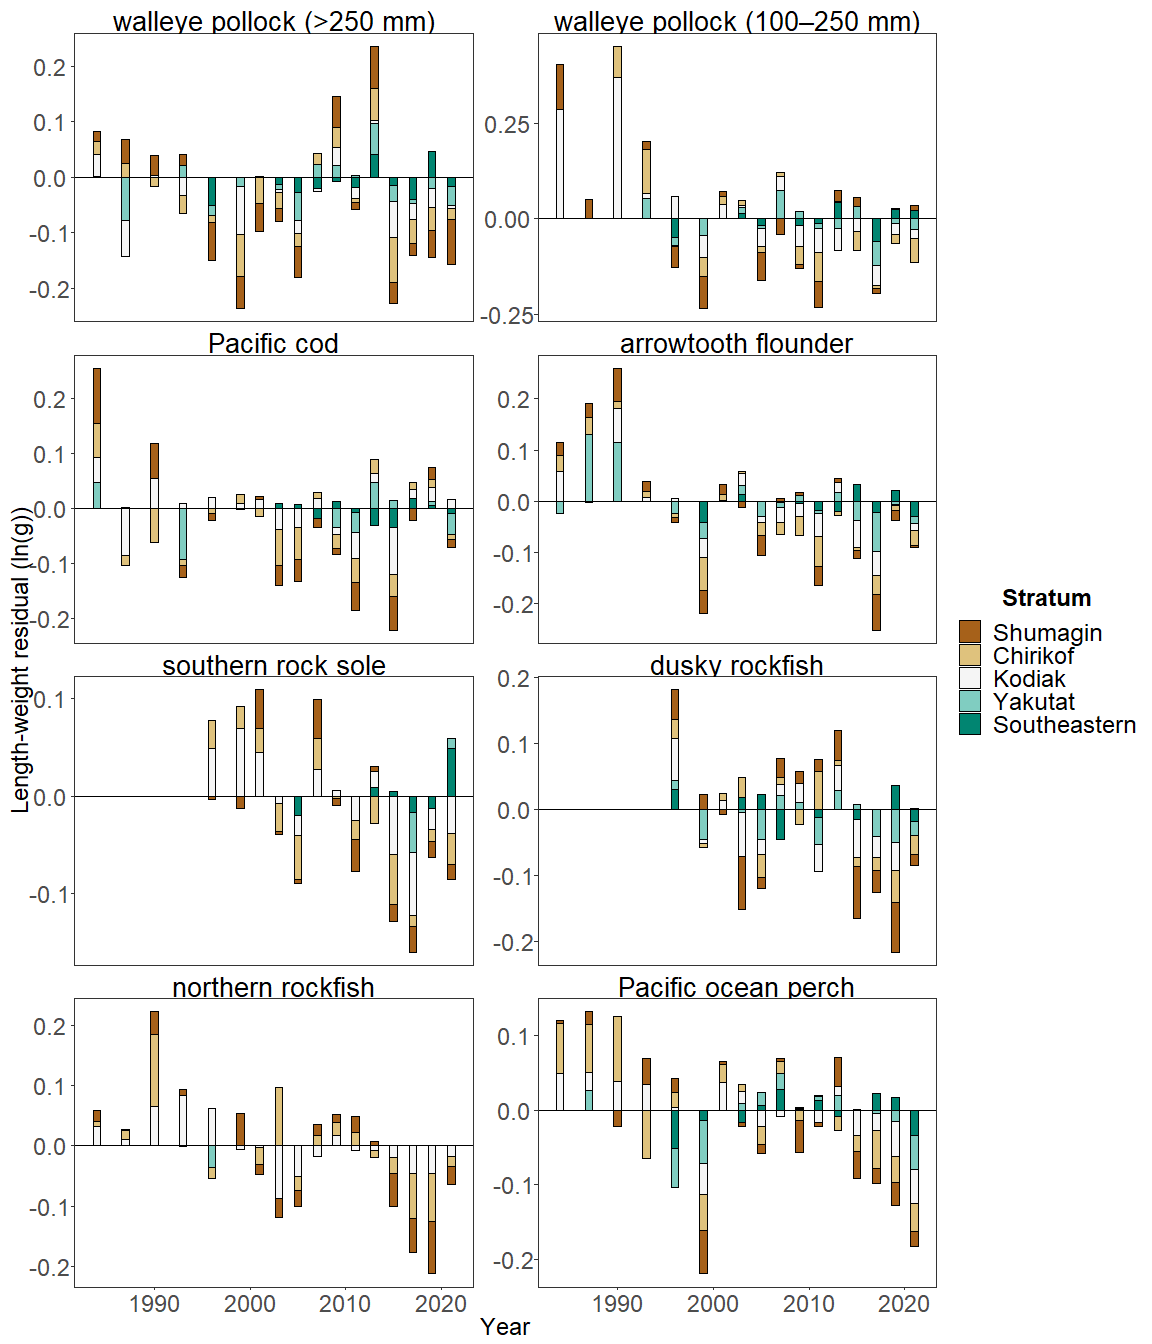 walleye pollock (>250 mm)
walleye pollock (100–250 mm)
0.2
0.1
0.0
-0.1
-0.2
0.25
0.00
-0.25
Pacific cod
arrowtooth flounder
0.2
0.1
0.0
-0.1
-0.2
0.2
0.1
0.0
-0.1
-0.2
southern rock sole
dusky rockfish
0.1
0.0
-0.1
0.2
0.1
0.0
-0.1
-0.2
northern rockfish
Pacific ocean perch
0.2
0.1
0.0
-0.1
-0.2
0.1
0.0
-0.1
-0.2
1990 2000 2010 2020
1990 2000 2010 2020
Year
Length-weight residual (ln(g))
Stratum
Shumagin
Chirikof
Kodiak
Yakutat
Southeastern